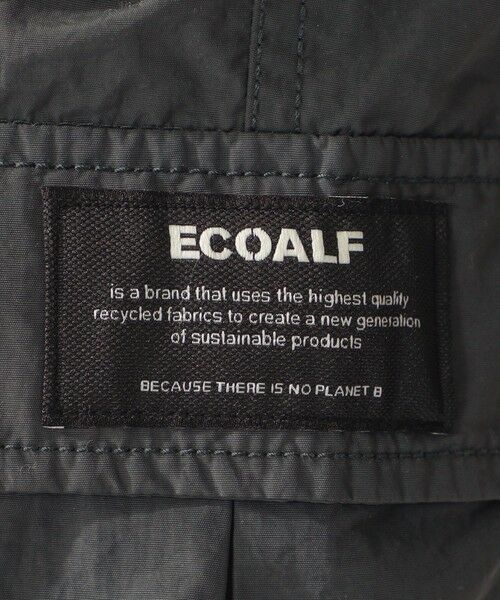 ECOALF
is a brand that uses the highest quality
recycled fabrics to create a new generation
of sustainable products
BECAUSE THERE IS NO PLANET B